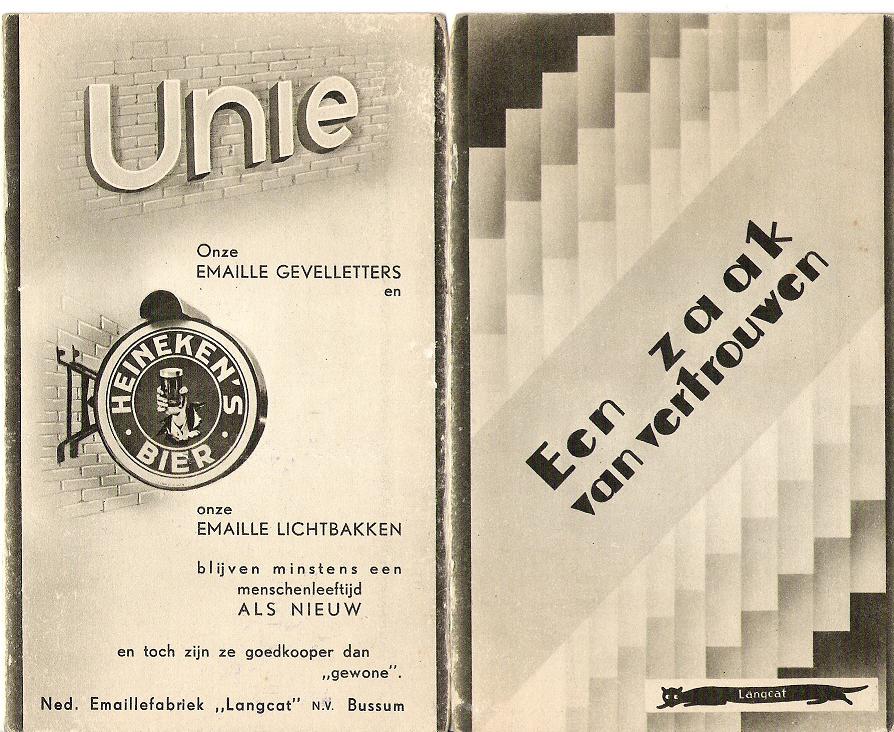 Unie
Onze
EMAILLE GEVELLETTERS
en
HEINEKEN'S
BIER
onze
EMAILLE LICHTBAKKEN
blijven minstens een
menschenleeftijd
ALS NIEUW
en toch zijn ze goedkooper dan
„gewone”.
Ned. Emaillefabriek „Langcat” N.V. Bussum
Een zaak
van vertrouwen
Langcat